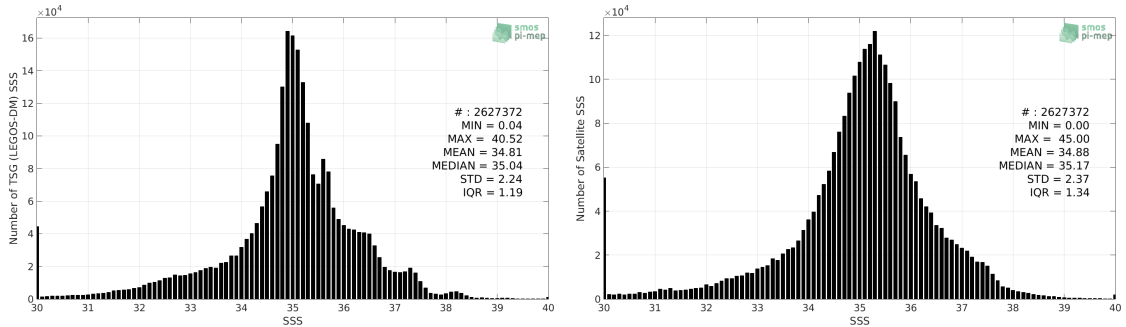 ×10⁴
16
14
12
10
8
6
4
2
0
Number of TSG (LEGOS-DM) SSS
smos
pi-mep
# : 2627372
MIN = 0.04
MAX = 40.52
MEAN = 34.81
MEDIAN = 35.04
STD = 2.24
IQR = 1.19
30 31 32 33 34 35 36 37 38 39 40
SSS
×10⁴
12
10
8
6
4
2
0
Number of Satellite SSS
smos
pi-mep
# : 2627372
MIN = 0.00
MAX = 45.00
MEAN = 34.88
MEDIAN = 35.17
STD = 2.37
IQR = 1.34
30 31 32 33 34 35 36 37 38 39 40
SSS